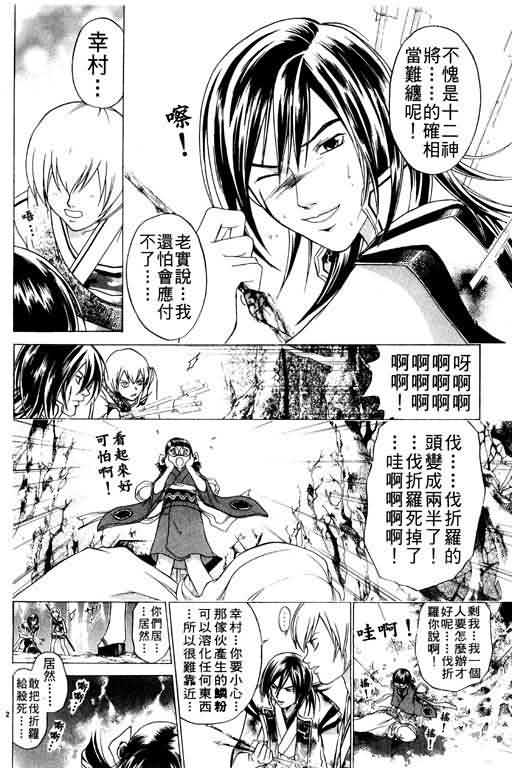 不愧是十二神
將……的確相
當難纏呢！
嚓！
老實說…我
還怕會應付
不了……
幸村…
唔…
呀啊啊啊
啊啊啊啊
啊啊！
伐……伐折羅的
頭變成兩半了！
…伐折羅死掉了
…哇啊啊！
看起來好
可怕啊！
剩我…我一個
人要怎麼辦才
好呢…伐折
羅你說啊！
哇啊！
搖！
搖！
……
幸村…你要小心…
那傢伙產生的鱗粉
可以溶化任何東西
…所以很難靠近
…
你們居…
…居然…
居然…
敢把伐折羅
給殺死…
2